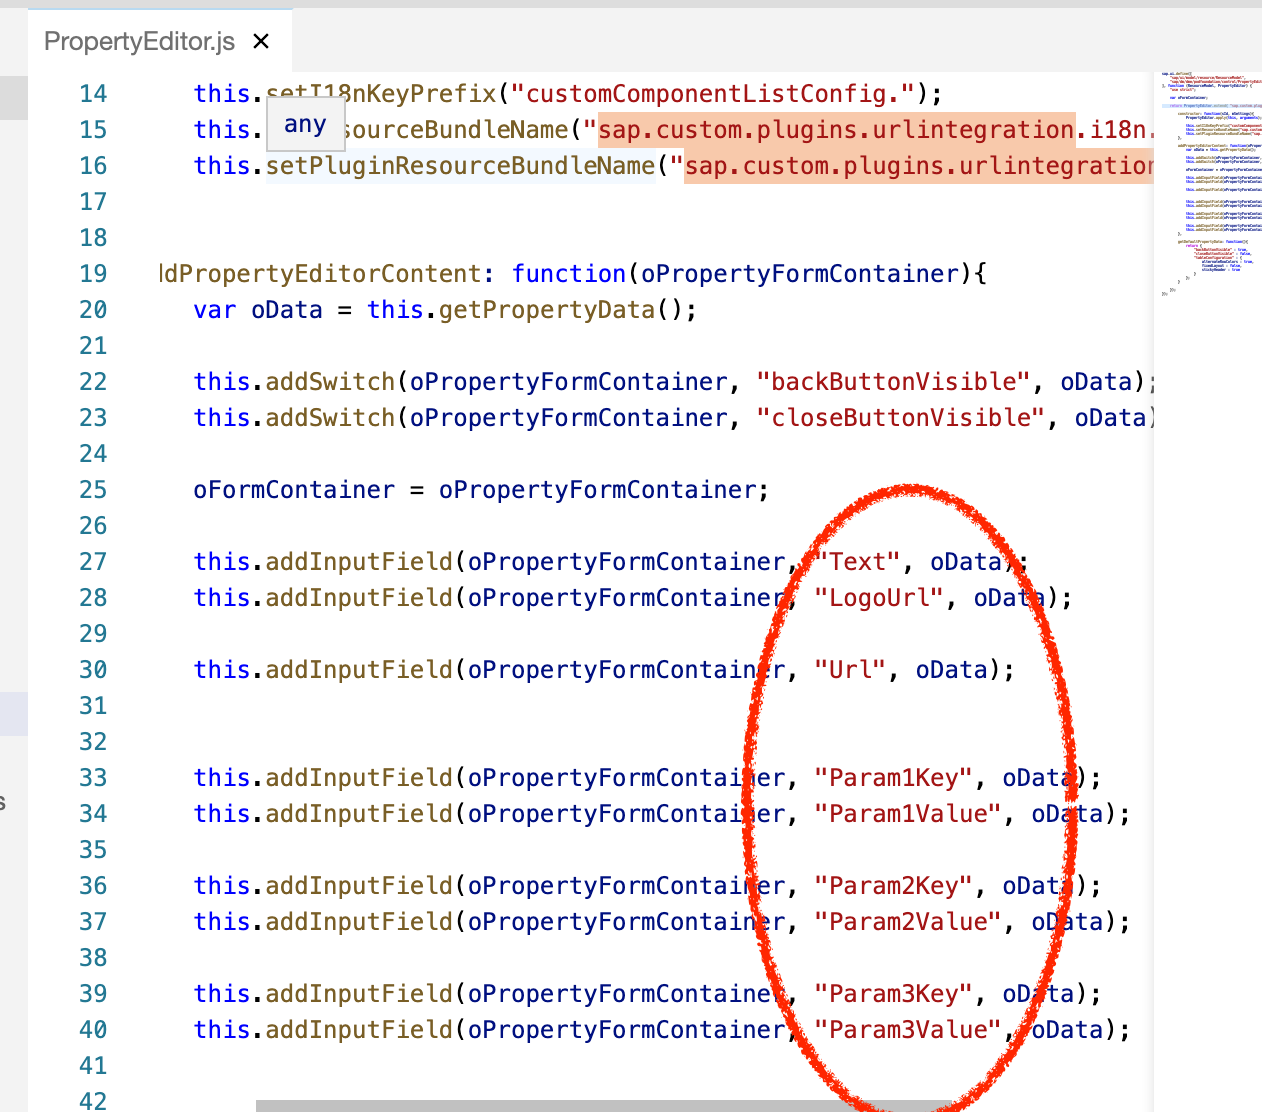 PropertyEditor.js ×
14 this.setI18nKeyPrefix("customComponentListConfig.");
any
15 this. sourceBundleName("sap.custom.plugins.urlintegration.i18n.
16 this.setPluginResourceBundleName("sap.custom.plugins.urlintegration
17
18
19 dPropertyEditorContent: function(oPropertyFormContainer){
20 var oData = this.getPropertyData();
21
22 this.addSwitch(oPropertyFormContainer, "backButtonVisible", oData);
23 this.addSwitch(oPropertyFormContainer, "closeButtonVisible", oData)
24
25 oFormContainer = oPropertyFormContainer;
26
27 this.addInputField(oPropertyFormContainer, "Text", oData);
28 this.addInputField(oPropertyFormContainer, "LogoUrl", oData);
29
30 this.addInputField(oPropertyFormContainer, "Url", oData);
31
32
33 this.addInputField(oPropertyFormContainer, "Param1Key", oData);
s
34 this.addInputField(oPropertyFormContainer, "Param1Value", oData);
35
36 this.addInputField(oPropertyFormContainer, "Param2Key", oData);
37 this.addInputField(oPropertyFormContainer, "Param2Value", oData);
38
39 this.addInputField(oPropertyFormContainer, "Param3Key", oData);
40 this.addInputField(oPropertyFormContainer, "Param3Value", oData);
41
42